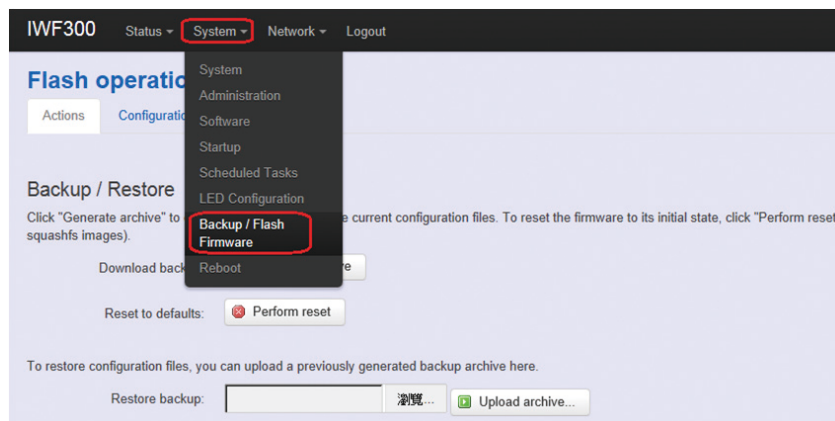 IWF300 Status System Network Logout
Flash operatio
Actions Configuratio
System
Administration
Software
Startup
Scheduled Tasks
LED Configuration
Backup / Flash
Firmware
Reboot
Backup / Restore
Click "Generate archive" to e current configuration files. To reset the firmware to its initial state, click "Perform reset
squashfs images).
Download back e
Reset to defaults: Perform reset
To restore configuration files, you can upload a previously generated backup archive here.
Restore backup: 瀏覽... Upload archive...